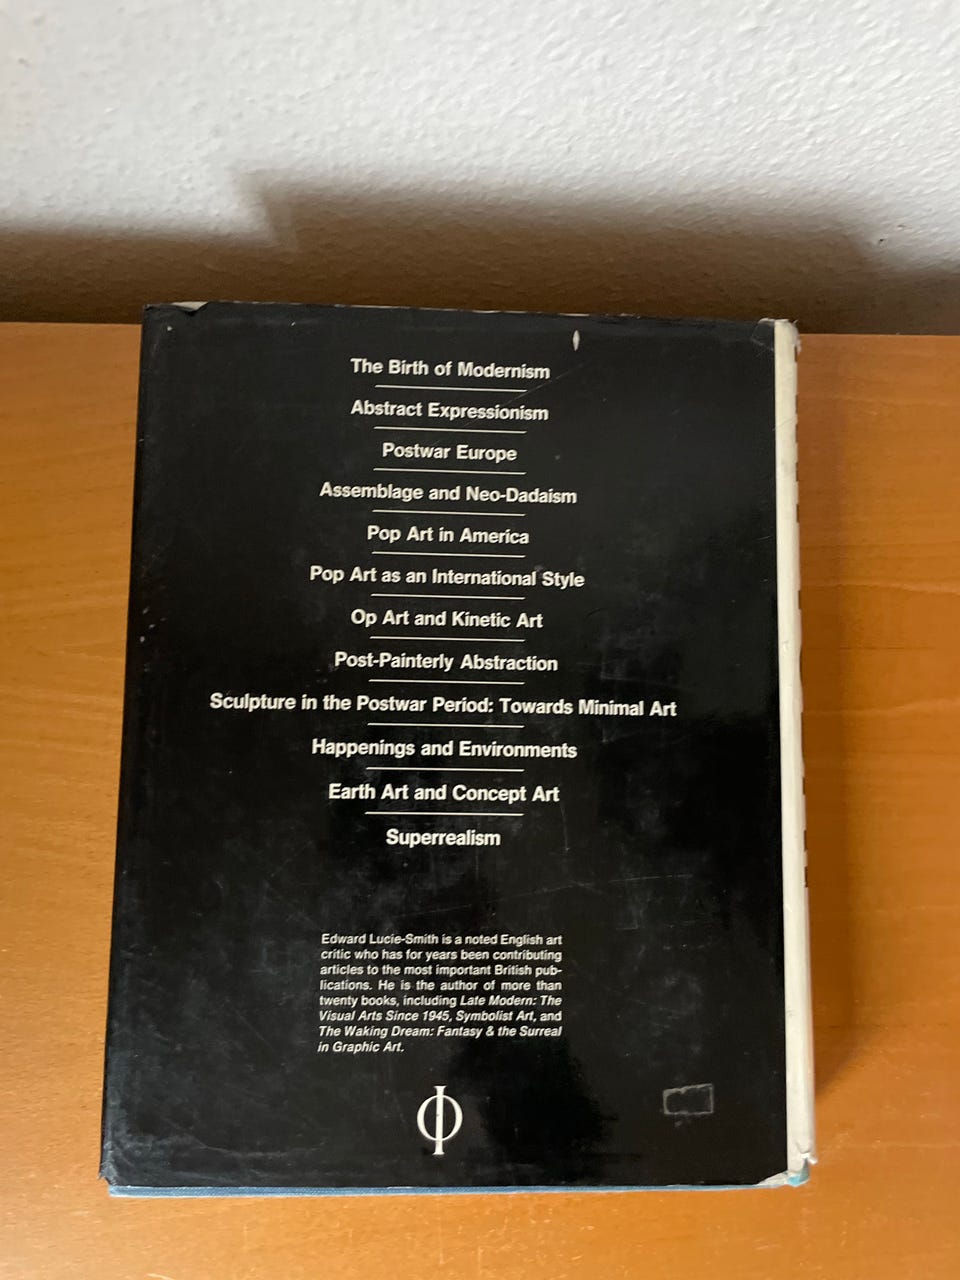 The Birth of Modernism
Abstract Expressionism
Postwar Europe
Assemblage and Neo-Dadaism
Pop Art in America
Pop Art as an International Style
Op Art and Kinetic Art
Post-Painterly Abstraction
Sculpture in the Postwar Period: Towards Minimal Art
Happenings and Environments
Earth Art and Concept Art
Superrealism
Edward Lucie-Smith is a noted English art
critic who has for years been contributing
articles to the most important British pub-
lications. He is the author of more than
twenty books, including Late Modern: The
Visual Arts Since 1945, Symbolist Art, and
The Waking Dream: Fantasy & the Surreal
in Graphic Art.